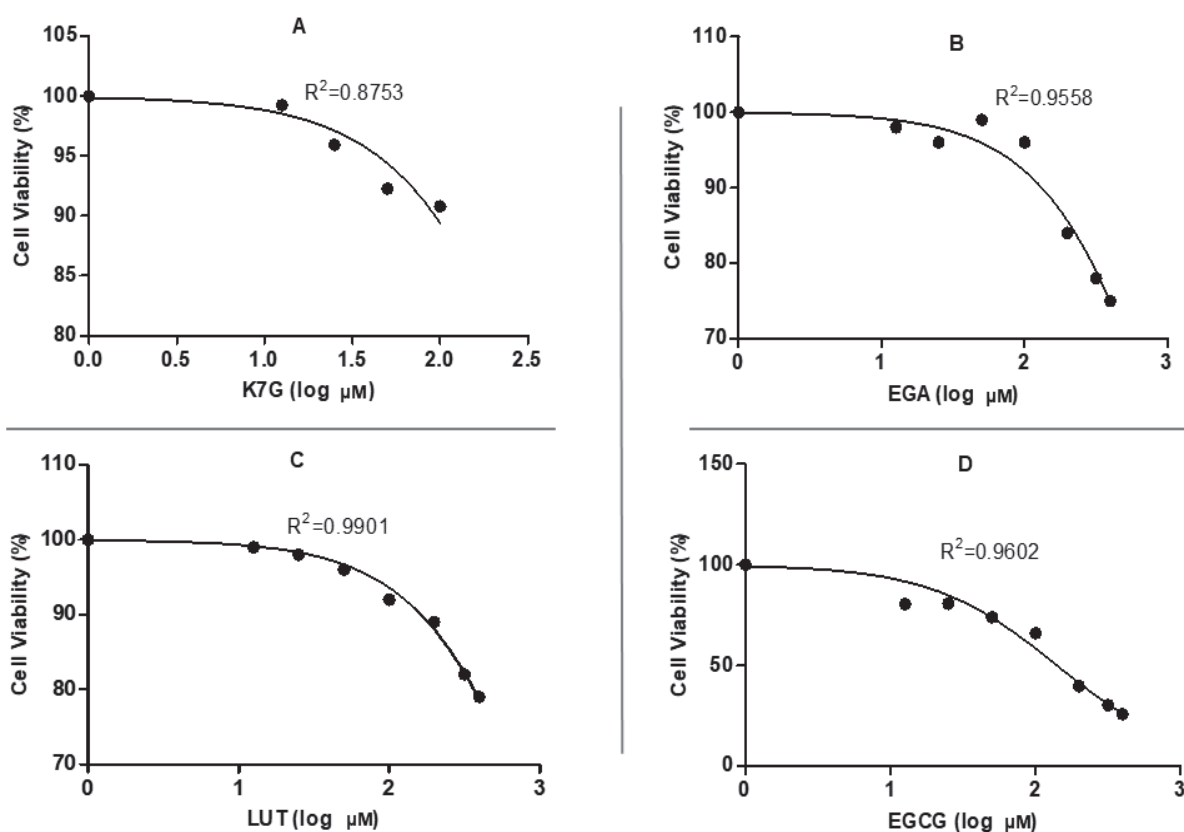 A
R²=0.8753
Cell Viability (%)
105
100
95
90
85
80
0.0 0.5 1.0 1.5 2.0 2.5
K7G (log µM)
B
R²=0.9558
Cell Viability (%)
110
100
90
80
70
0 1 2 3
EGA (log µM)
C
R²=0.9901
Cell Viability (%)
110
100
90
80
70
0 1 2 3
LUT (log µM)
D
R²=0.9602
Cell Viability (%)
150
100
50
0
0 1 2 3
EGCG (log µM)